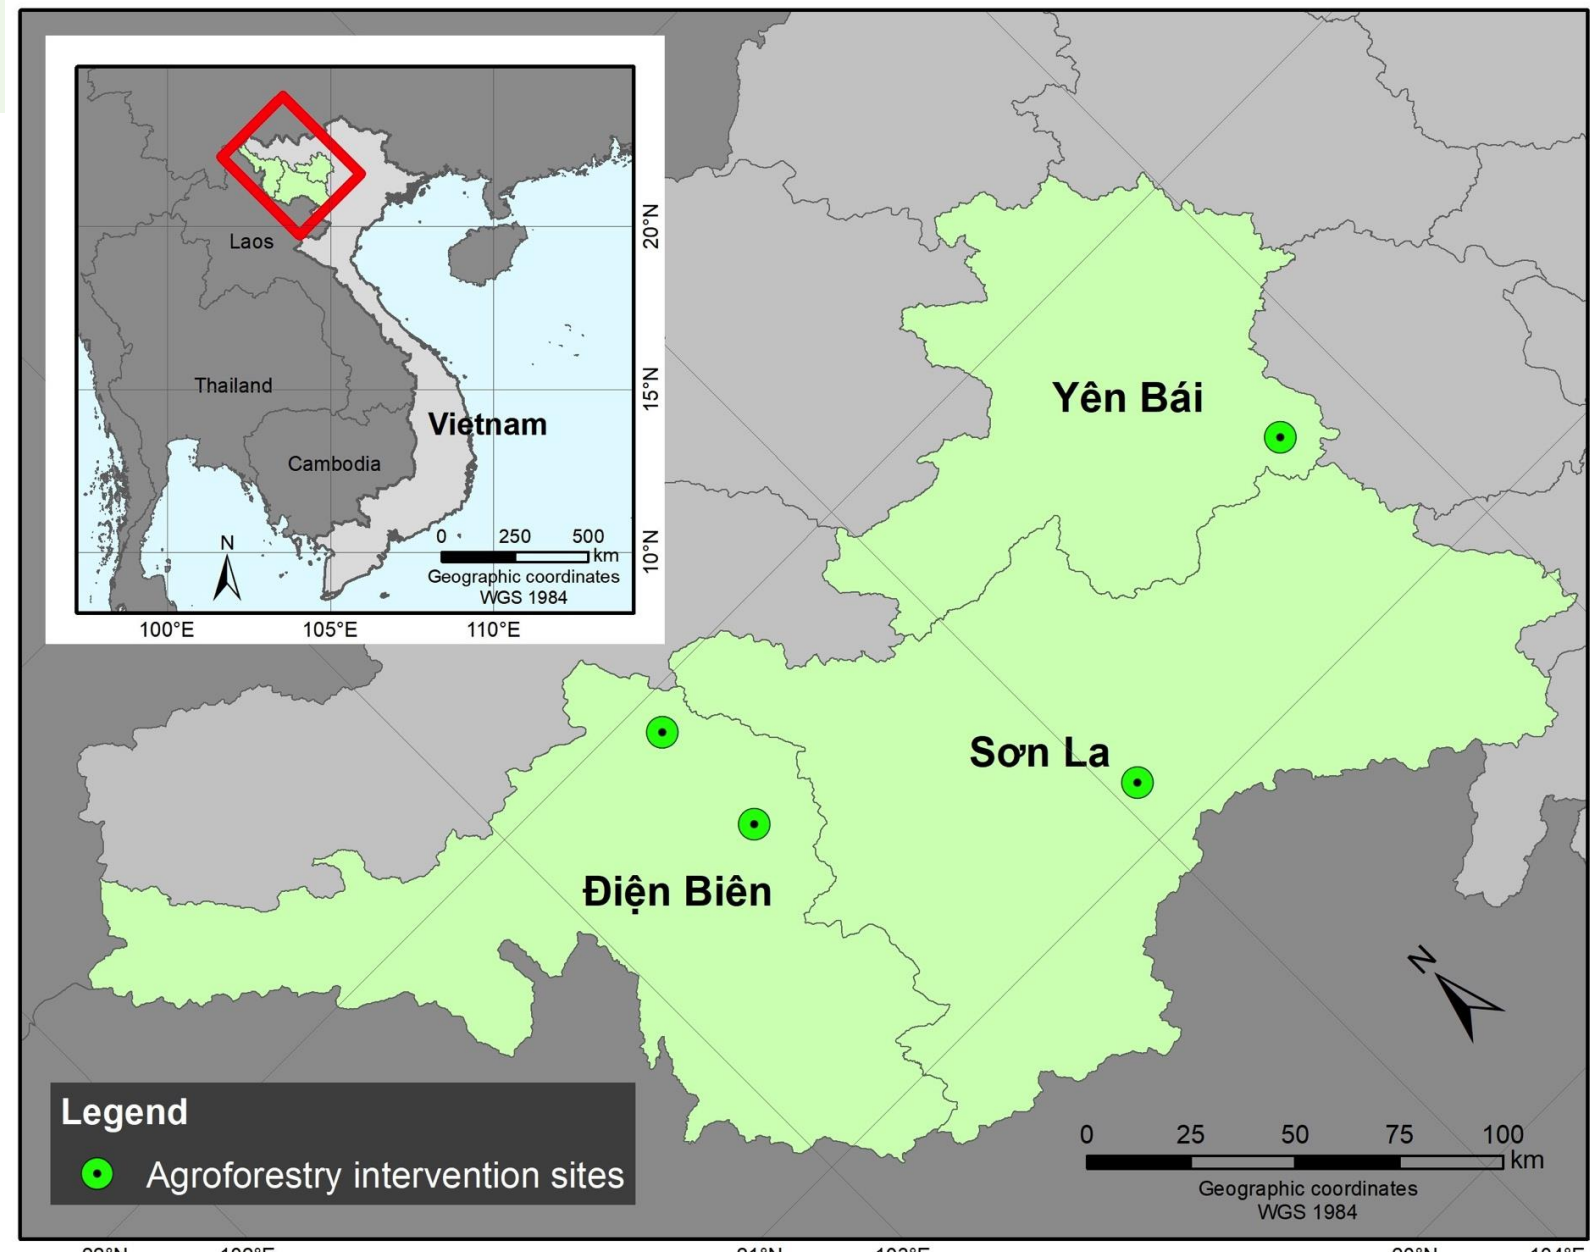 Laos
Thailand
Cambodia
Vietnam
20°N
15°N
10°N
N
0 250 500
km
Geographic coordinates
WGS 1984
100°E 105°E 110°E
Yên Bái
Sơn La
Điện Biên
N
Legend
Agroforestry intervention sites
0 25 50 75 100
km
Geographic coordinates
WGS 1984